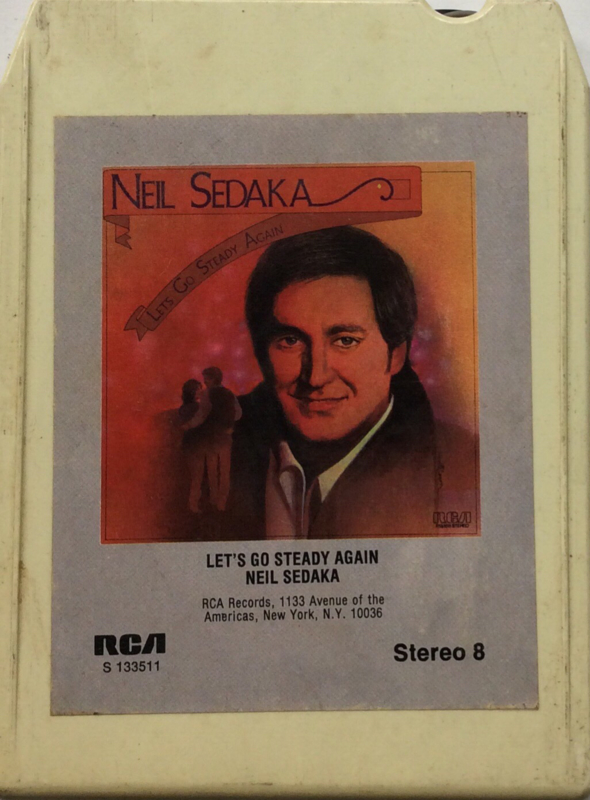 NEIL SEDAKA
LET'S GO STEADY AGAIN
RCA
LET'S GO STEADY AGAIN
NEIL SEDAKA
RCA Records, 1133 Avenue of the
Americas, New York, N.Y. 10036
RCA
S 133511
Stereo 8